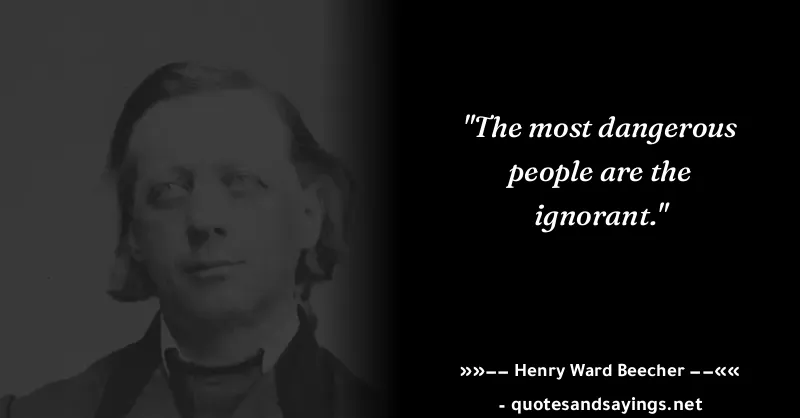 "The most dangerous
people are the
ignorant."
»»−− Henry Ward Beecher −−««
- quotesandsayings.net